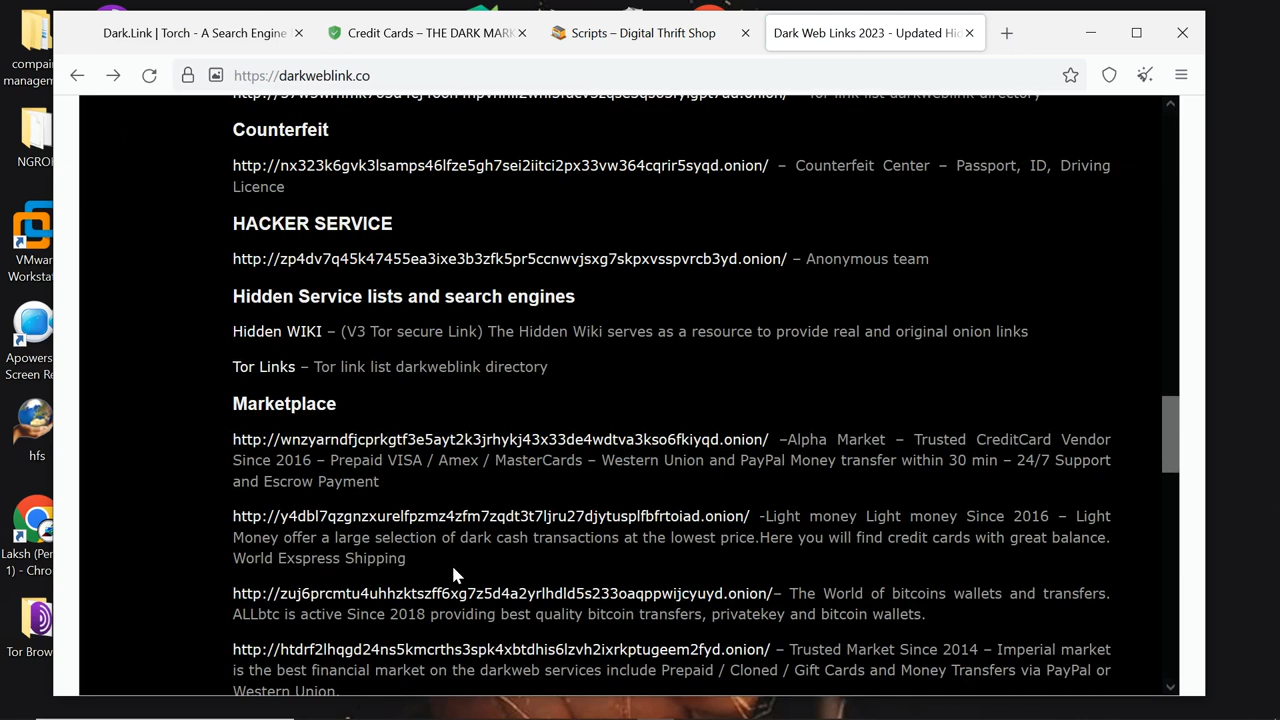 compain
managem
NGROK
VMwar
Workstat
Apowers
Screen Re
hfs
Laksh (Per
1) - Chro
Tor Brow
Dark.Link | Torch - A Search Engine
Credit Cards – THE DARK MARK
Scripts – Digital Thrift Shop
Dark Web Links 2023 - Updated Hid
https://darkweblink.co
– Tor link list darkweblink directory
Counterfeit
http://nx323k6gvk3lsamps46lfze5gh7sei2iitci2px33vw364cqrir5syqd.onion/ – Counterfeit Center – Passport, ID, Driving
Licence
HACKER SERVICE
http://zp4dv7q45k47455ea3ixe3b3zfk5pr5ccnwvjsxg7skpxvsspvrcb3yd.onion/ – Anonymous team
Hidden Service lists and search engines
Hidden WIKI – (V3 Tor secure Link) The Hidden Wiki serves as a resource to provide real and original onion links
Tor Links – Tor link list darkweblink directory
Marketplace
http://wnzyarndfjcprkgtf3e5ayt2k3jrhykj43x33de4wdtva3kso6fkiyqd.onion/ –Alpha Market – Trusted CreditCard Vendor
Since 2016 – Prepaid VISA / Amex / MasterCards – Western Union and PayPal Money transfer within 30 min – 24/7 Support
and Escrow Payment
http://y4dbl7qzgnzxurelfpzmz4zfm7zqdt3t7ljru27djytusplfbfrtoiad.onion/ -Light money Light money Since 2016 – Light
Money offer a large selection of dark cash transactions at the lowest price.Here you will find credit cards with great balance.
World Exspress Shipping
http://zuj6prcmtu4uhhzktszff6xg7z5d4a2yrlhdld5s233oaqppwijcyuyd.onion/– The World of bitcoins wallets and transfers.
ALLbtc is active Since 2018 providing best quality bitcoin transfers, privatekey and bitcoin wallets.
http://htdrf2lhqgd24ns5kmcrths3spk4xbtdhis6lzvh2ixrkptugeem2fyd.onion/ – Trusted Market Since 2014 – Imperial market
is the best financial market on the darkweb services include Prepaid / Cloned / Gift Cards and Money Transfers via PayPal or
Western Union.